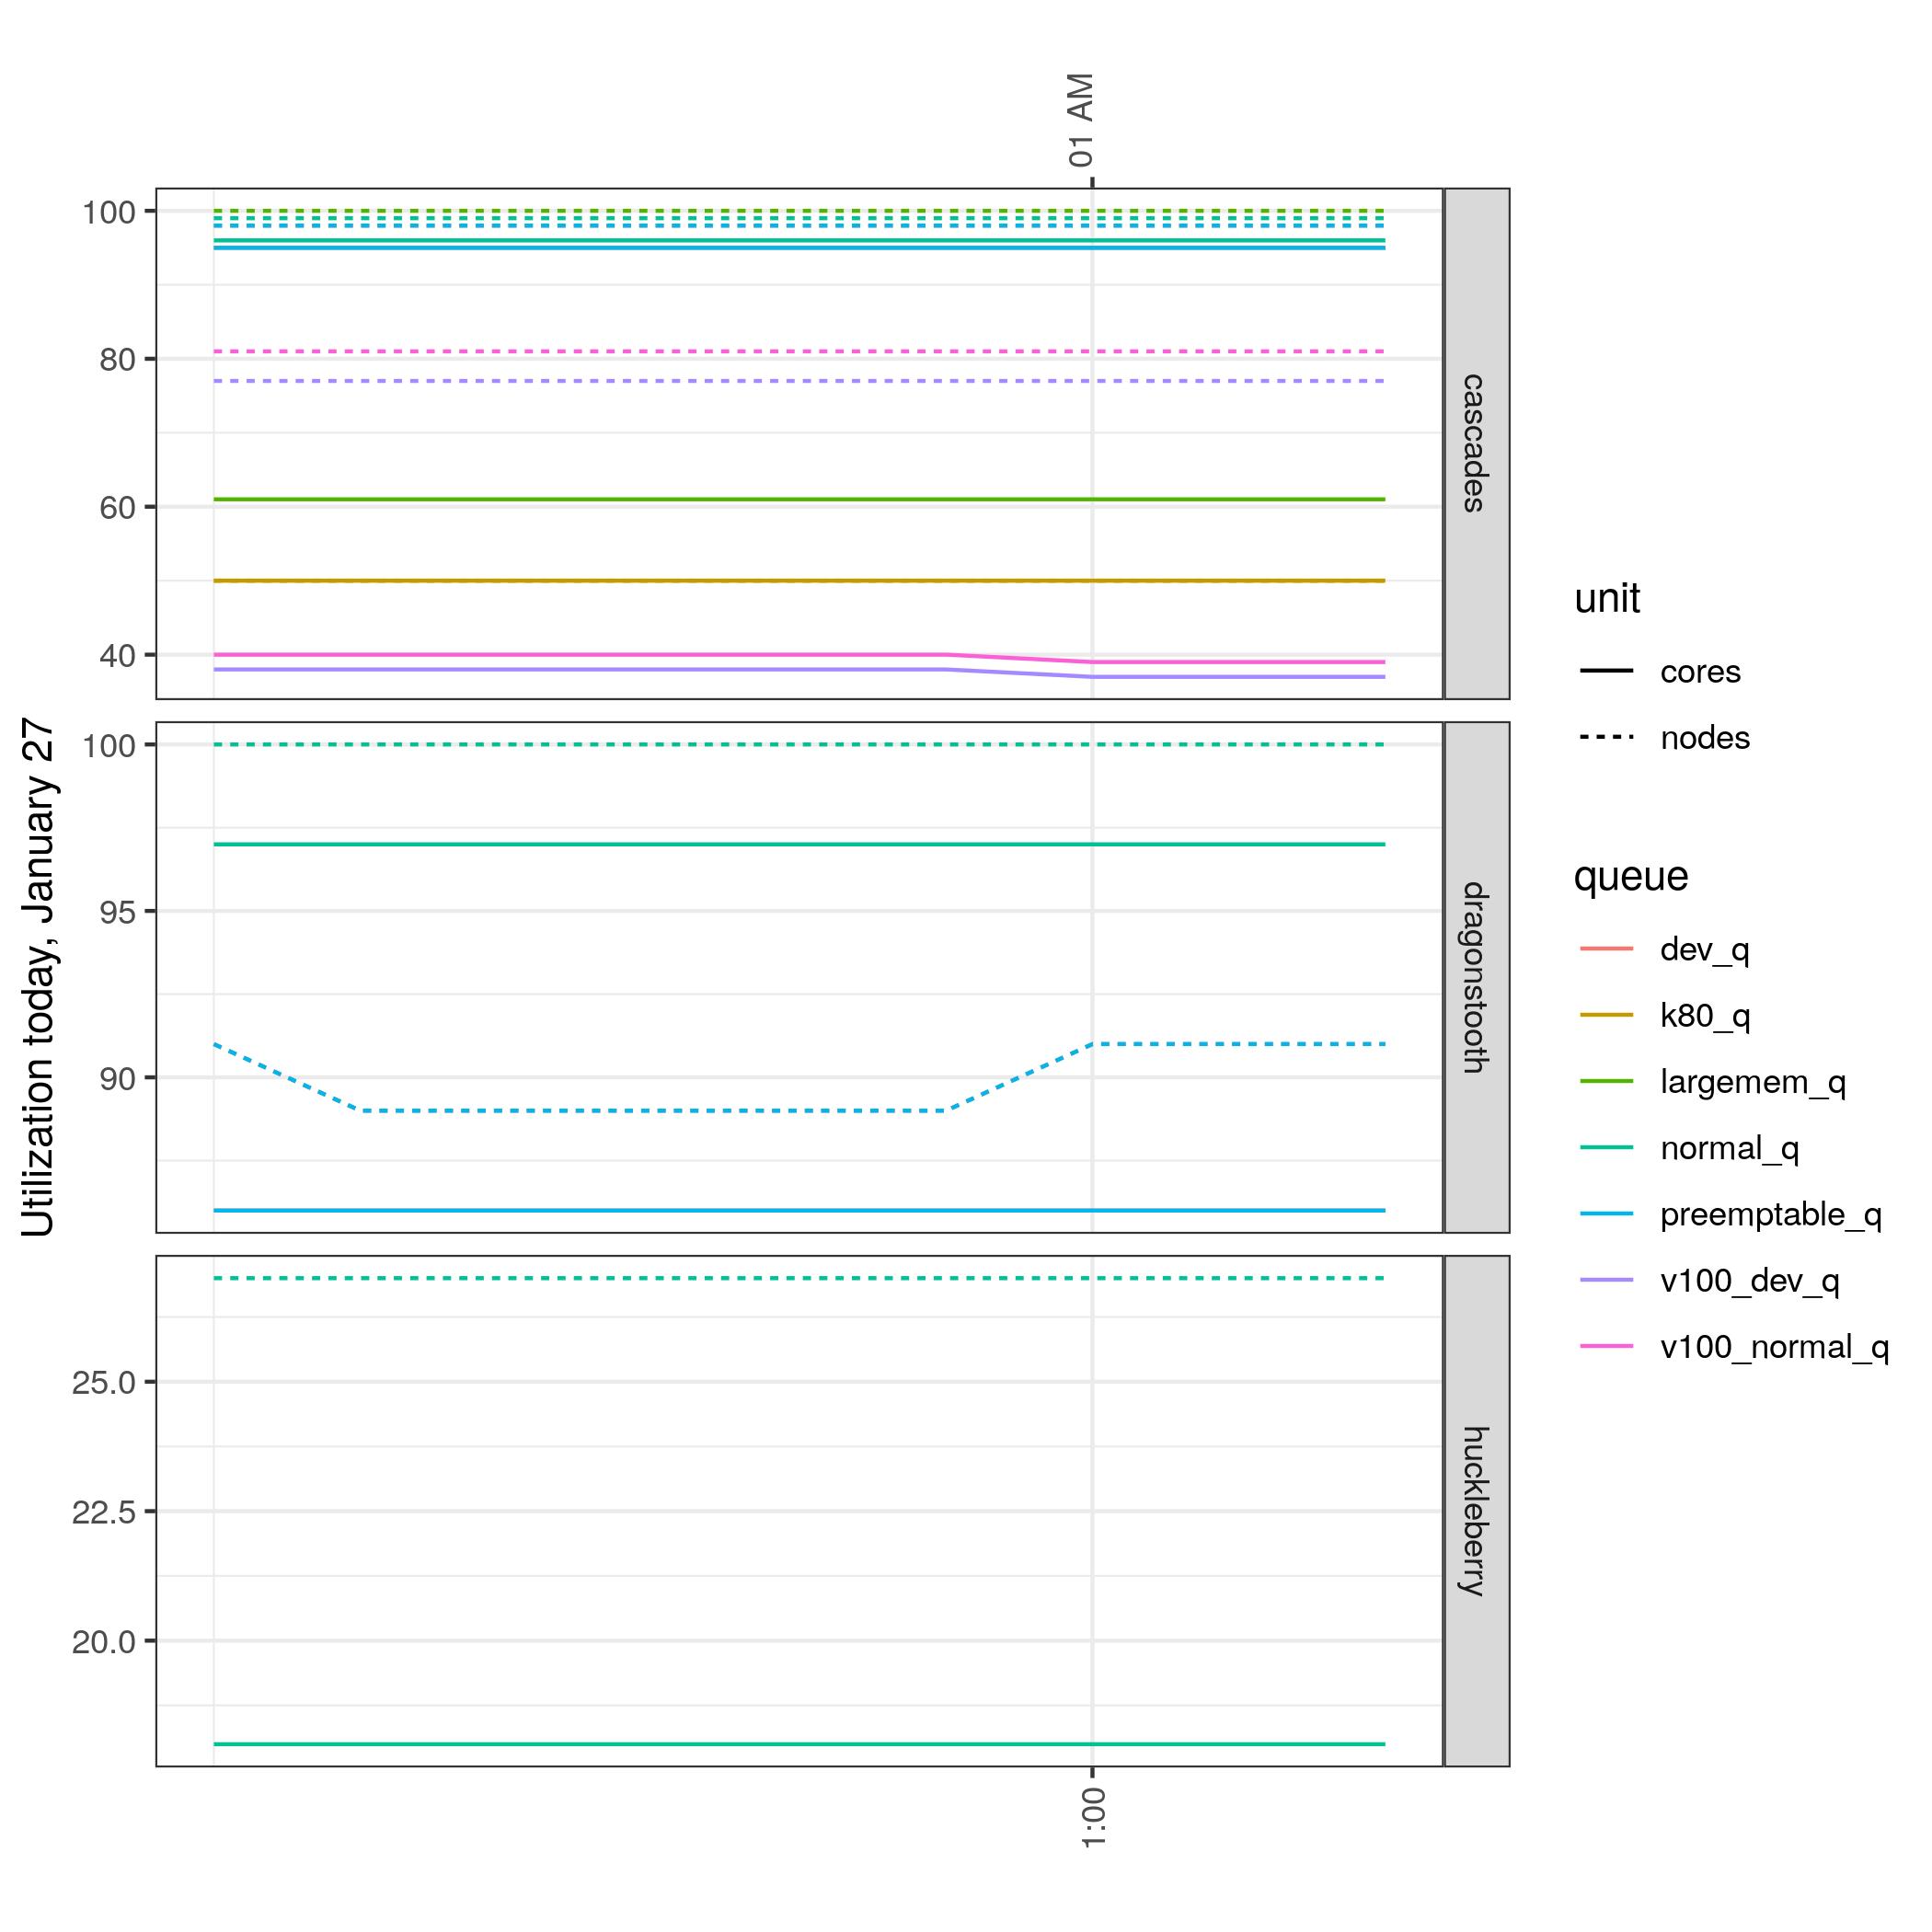 01 AM
Utilization today, January 27
100
80
60
40
cascades
100
95
90
dragonstooth
25.0
22.5
20.0
huckleberry
1:00
unit
cores
nodes
queue
dev_q
k80_q
largemem_q
normal_q
preemptable_q
v100_dev_q
v100_normal_q